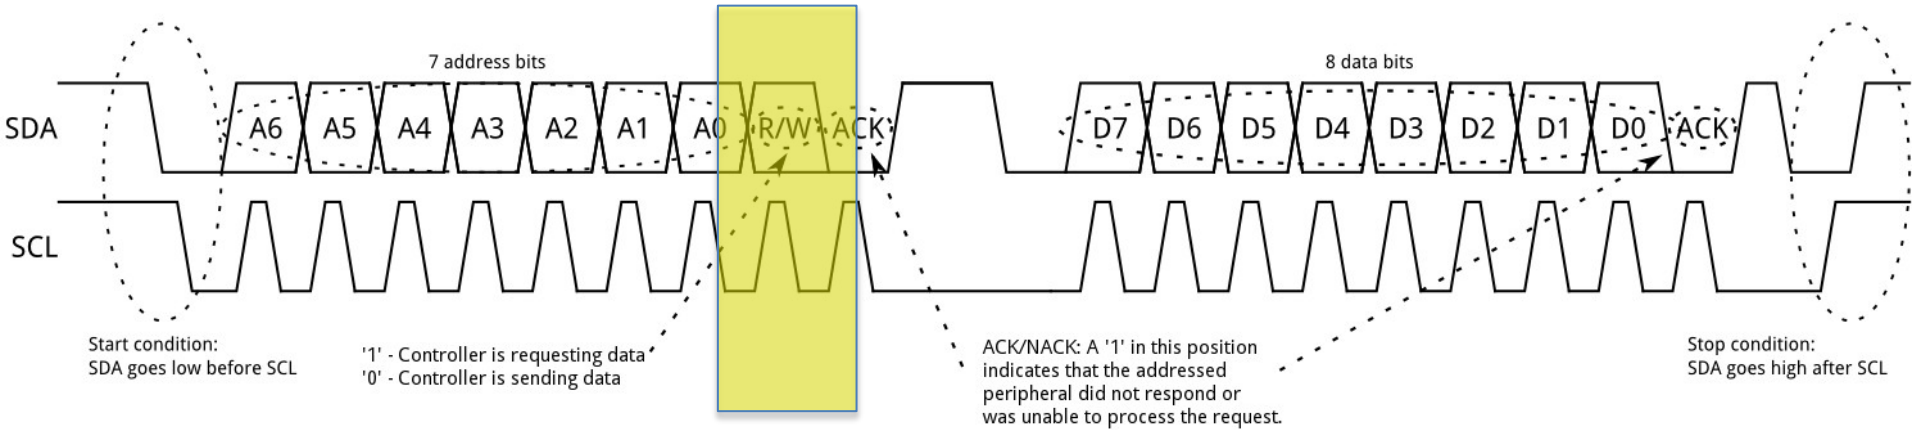 7 address bits
8 data bits
SDA
A6 A5 A4 A3 A2 A1 A0 R/W ACK
D7 D6 D5 D4 D3 D2 D1 D0 ACK
SCL
Start condition:
SDA goes low before SCL
'1' - Controller is requesting data
'0' - Controller is sending data
ACK/NACK: A '1' in this position
indicates that the addressed
peripheral did not respond or
was unable to process the request.
Stop condition:
SDA goes high after SCL